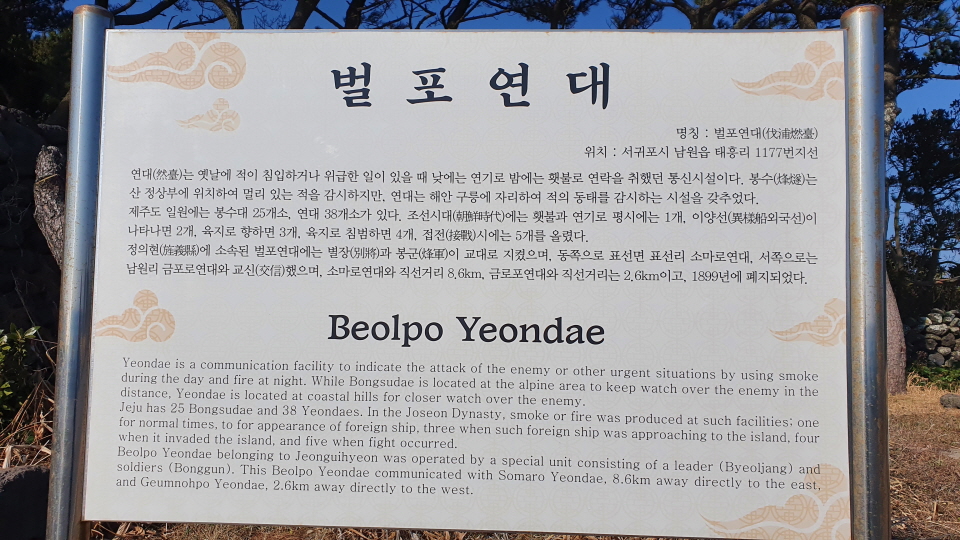 벌포연대
명칭 : 벌포연대(伐浦燃臺)
위치 : 서귀포시 남원읍 태흥리 1177번지선
연대(然臺)는 옛날에 적이 침입하거나 위급한 일이 있을 때 낮에는 연기로 밤에는 횃불로 연락을 취했던 통신시설이다. 봉수(烽燧)는
산 정상부에 위치하여 멀리 있는 적을 감시하지만, 연대는 해안 구릉에 자리하여 적의 동태를 감시하는 시설을 갖추었다.
제주도 일원에는 봉수대 25개소, 연대 38개소가 있다. 조선시대(朝鮮時代)에는 횃불과 연기로 평시에는 1개, 이양선(異樣船외국선)이
나타나면 2개, 육지로 향하면 3개, 육지로 침범하면 4개, 접전(接戰)시에는 5개를 올렸다.
정의현(旌義縣)에 소속된 벌포연대에는 별장(別將)과 봉군(烽軍)이 교대로 지켰으며, 동쪽으로 표선면 표선리 소마로연대, 서쪽으로는
남원리 금포로연대와 교신(交信)했으며, 소마로연대와 직선거리 8.6km, 금로포연대와 직선거리는 2.6km이고, 1899년에 폐지되었다.
Beolpo Yeondae
Yeondae is a communication facility to indicate the attack of the enemy or other urgent situations by using smoke
during the day and fire at night. While Bongsudae is located at the alpine area to keep watch over the enemy in the
distance, Yeondae is located at coastal hills for closer watch over the enemy.
Jeju has 25 Bongsudae and 38 Yeondaes. In the Joseon Dynasty, smoke or fire was produced at such facilities; one
for normal times, to for appearance of foreign ship, three when such foreign ship was approaching to the island, four
when it invaded the island, and five when fight occurred.
Beolpo Yeondae belonging to Jeonguihyeon was operated by a special unit consisting of a leader (Byeoljang) and
soldiers (Bonggun). This Beolpo Yeondae communicated with Somaro Yeondae, 8.6km away directly to the east,
and Geumnohpo Yeondae, 2.6km away directly to the west.